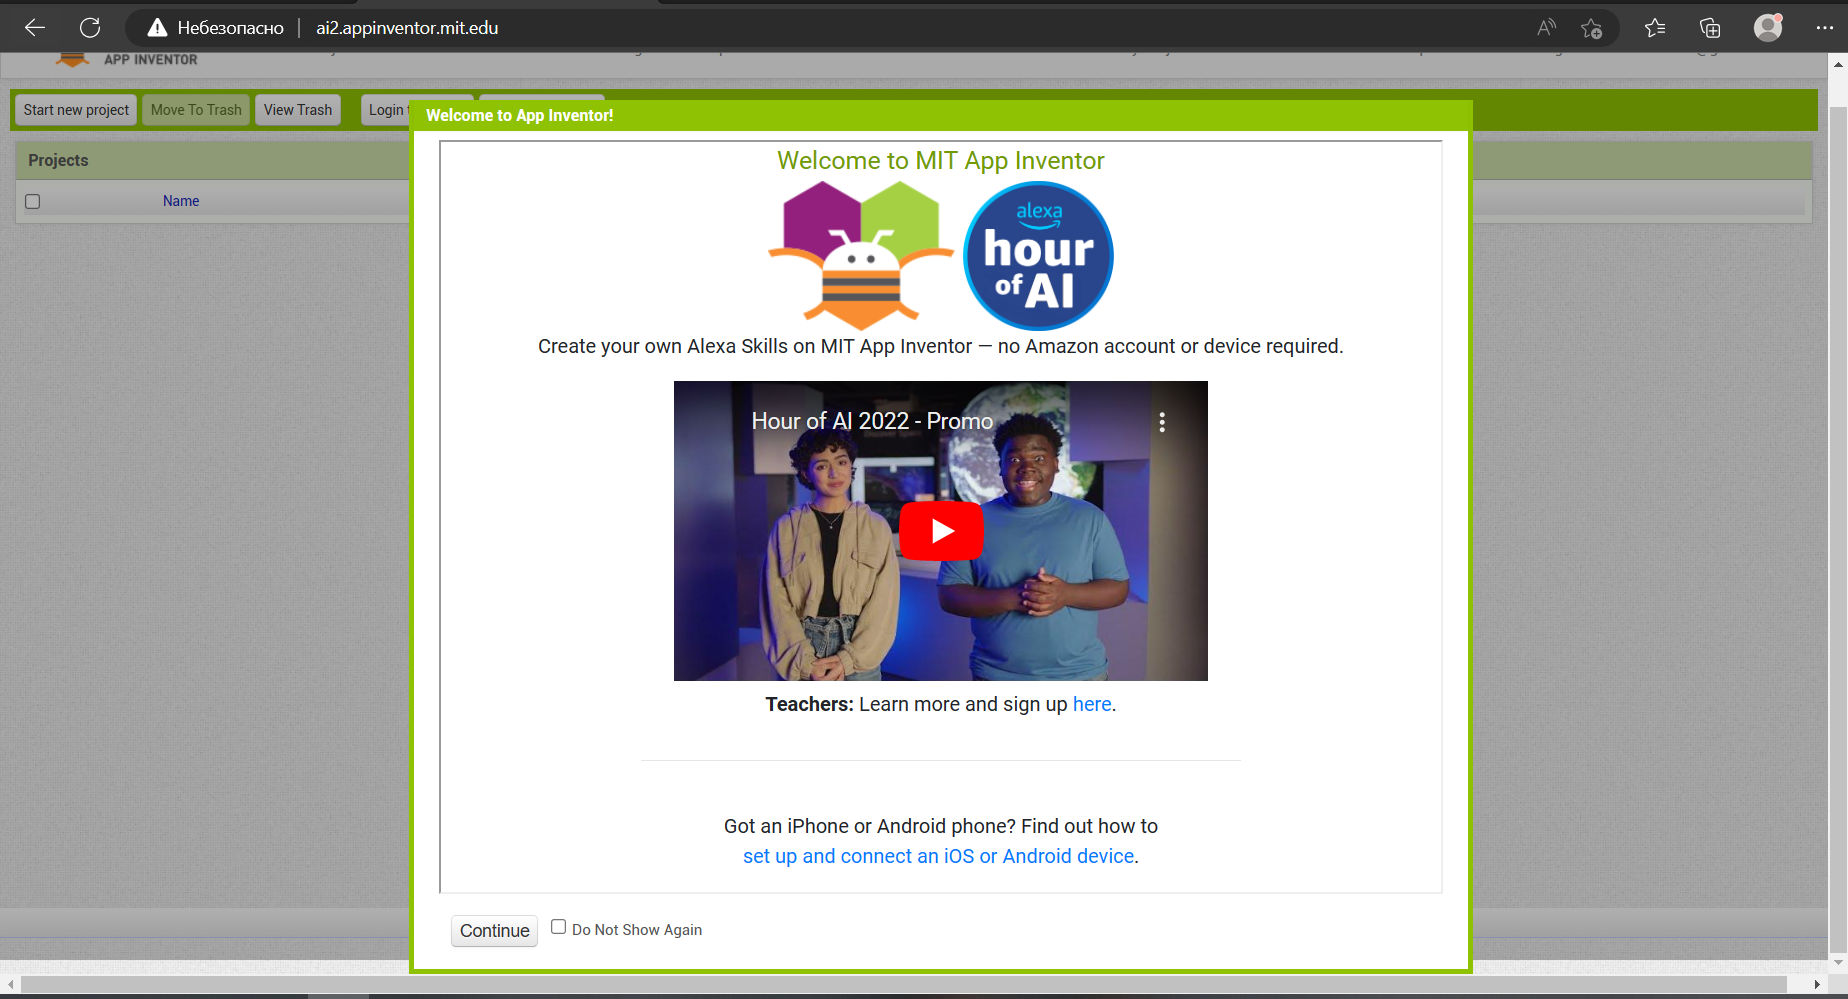 Небезопасно
ai2.appinventor.mit.edu
APP INVENTOR
Start new project
Move To Trash
View Trash
Login
Welcome to App Inventor!
Projects
Name
Welcome to MIT App Inventor
alexa
hour
of AI
Create your own Alexa Skills on MIT App Inventor — no Amazon account or device required.
Hour of AI 2022 - Promo
Teachers: Learn more and sign up here.
Got an iPhone or Android phone? Find out how to
set up and connect an iOS or Android device.
Continue
Do Not Show Again